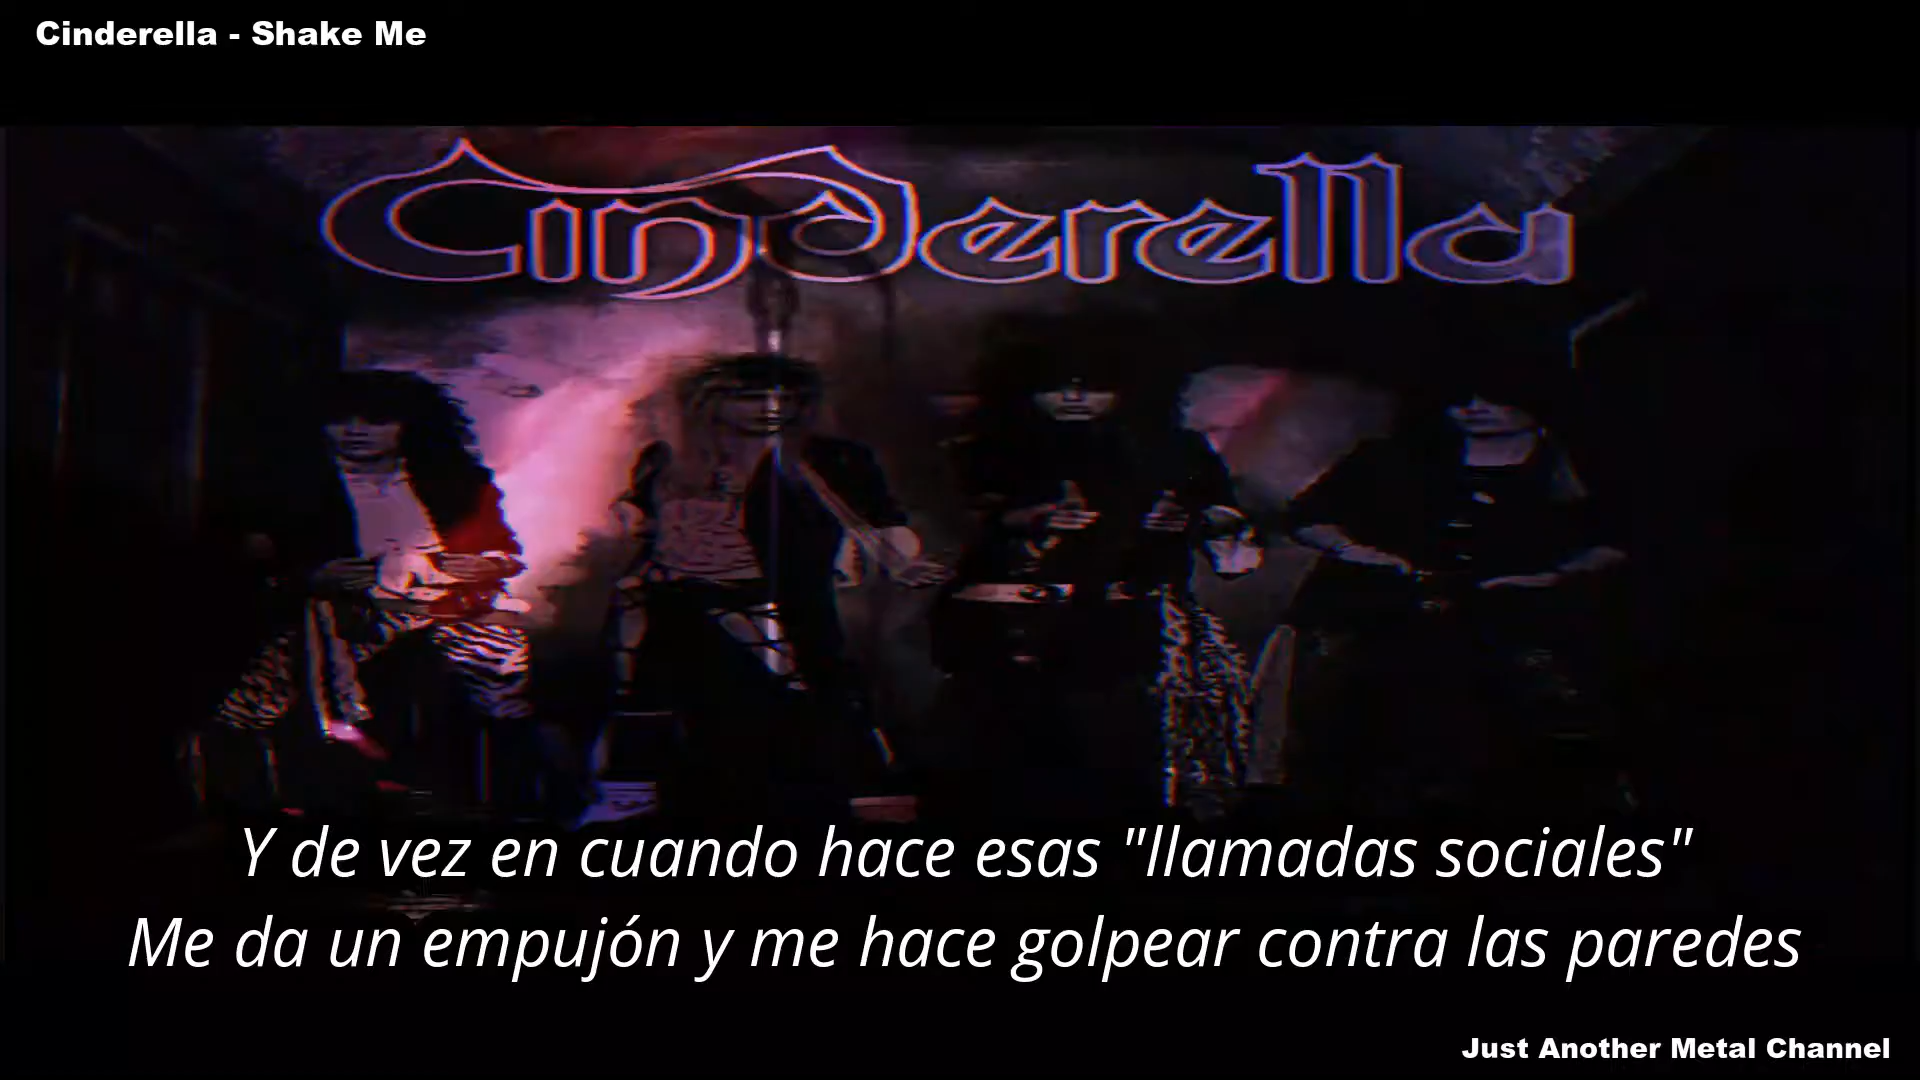 Cinderella - Shake Me
Cinderella
Y de vez en cuando hace esas "llamadas sociales"
Me da un empujón y me hace golpear contra las paredes
Just Another Metal Channel